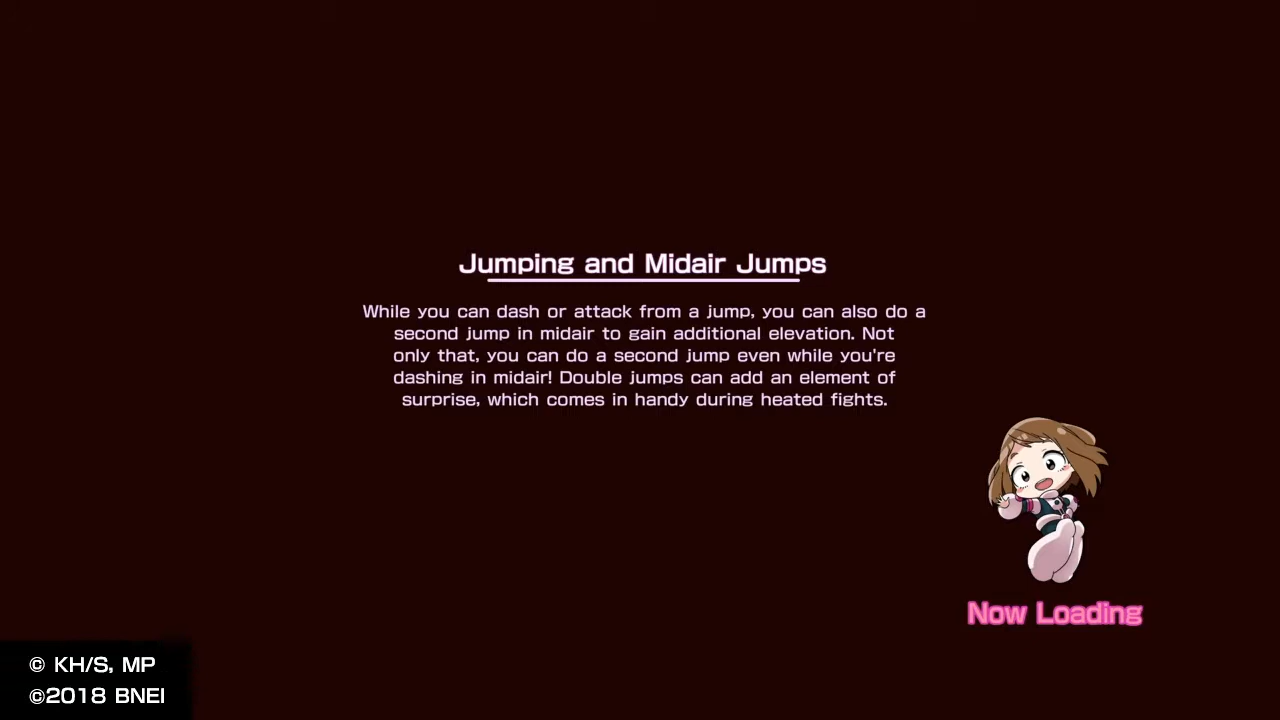 Jumping and Midair Jumps
While you can dash or attack from a jump, you can also do a
second jump in midair to gain additional elevation. Not
only that, you can do a second jump even while you're
dashing in midair! Double jumps can add an element of
surprise, which comes in handy during heated fights.
Now Loading
© KH/S, MP
©2018 BNEI